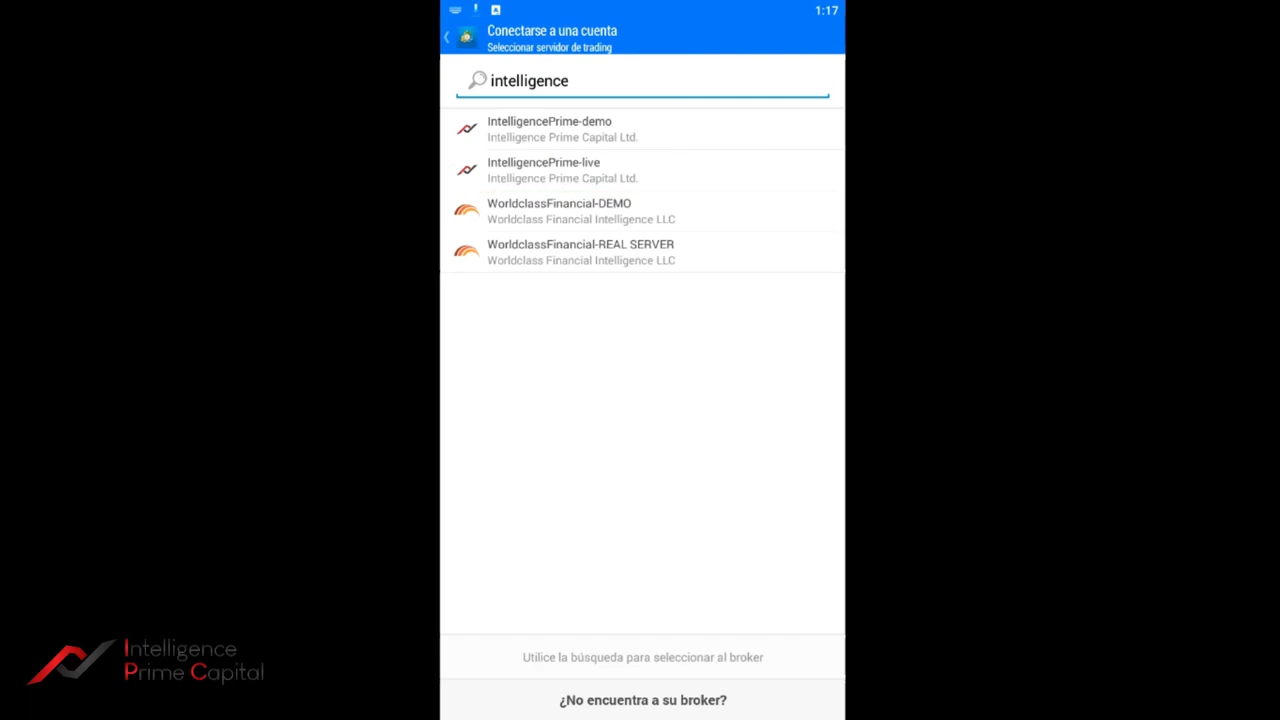 1:17
Conectarse a una cuenta
Seleccionar servidor de trading
intelligence
IntelligencePrime-demo
Intelligence Prime Capital Ltd.
IntelligencePrime-live
Intelligence Prime Capital Ltd.
WorldclassFinancial-DEMO
Worldclass Financial Intelligence LLC
WorldclassFinancial-REAL SERVER
Worldclass Financial Intelligence LLC
Utilice la búsqueda para seleccionar al broker
¿No encuentra a su broker?
Intelligence
Prime Capital